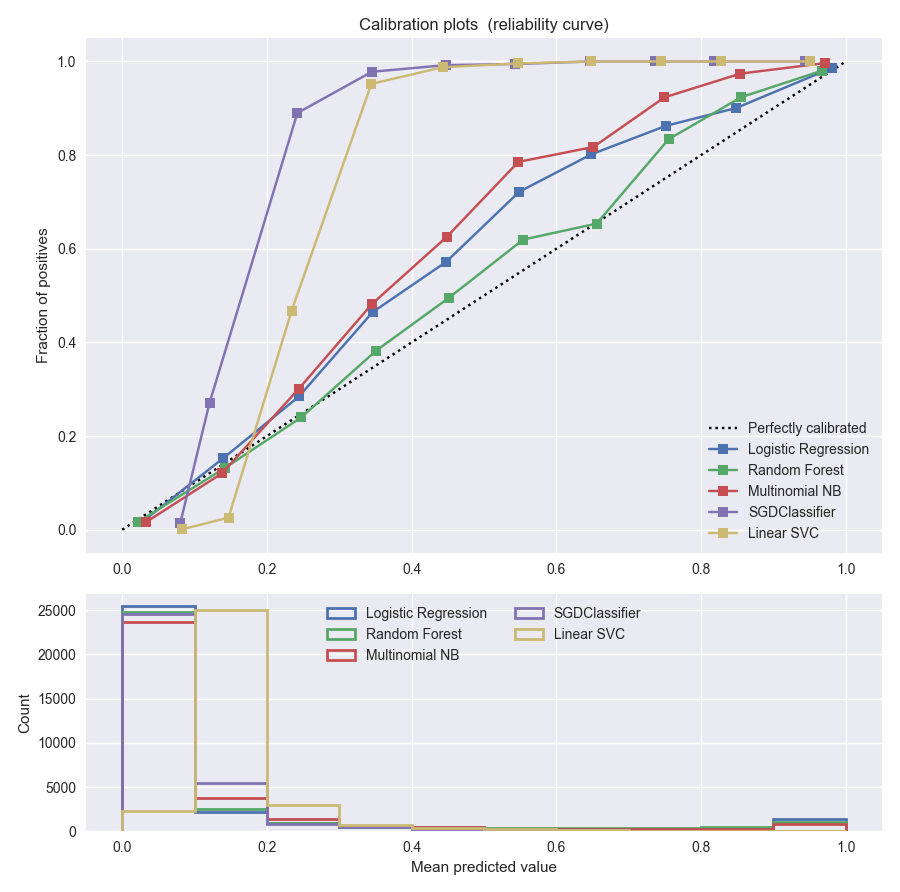 Calibration plots (reliability curve)
1.0
0.8
0.6
0.4
0.2
0.0
Fraction of positives
Perfectly calibrated
Logistic Regression
Random Forest
Multinomial NB
SGDClassifier
Linear SVC
0.0 0.2 0.4 0.6 0.8 1.0
25000
20000
15000
10000
5000
0
Count
Logistic Regression
Random Forest
Multinomial NB
SGDClassifier
Linear SVC
0.0 0.2 0.4 0.6 0.8 1.0
Mean predicted value